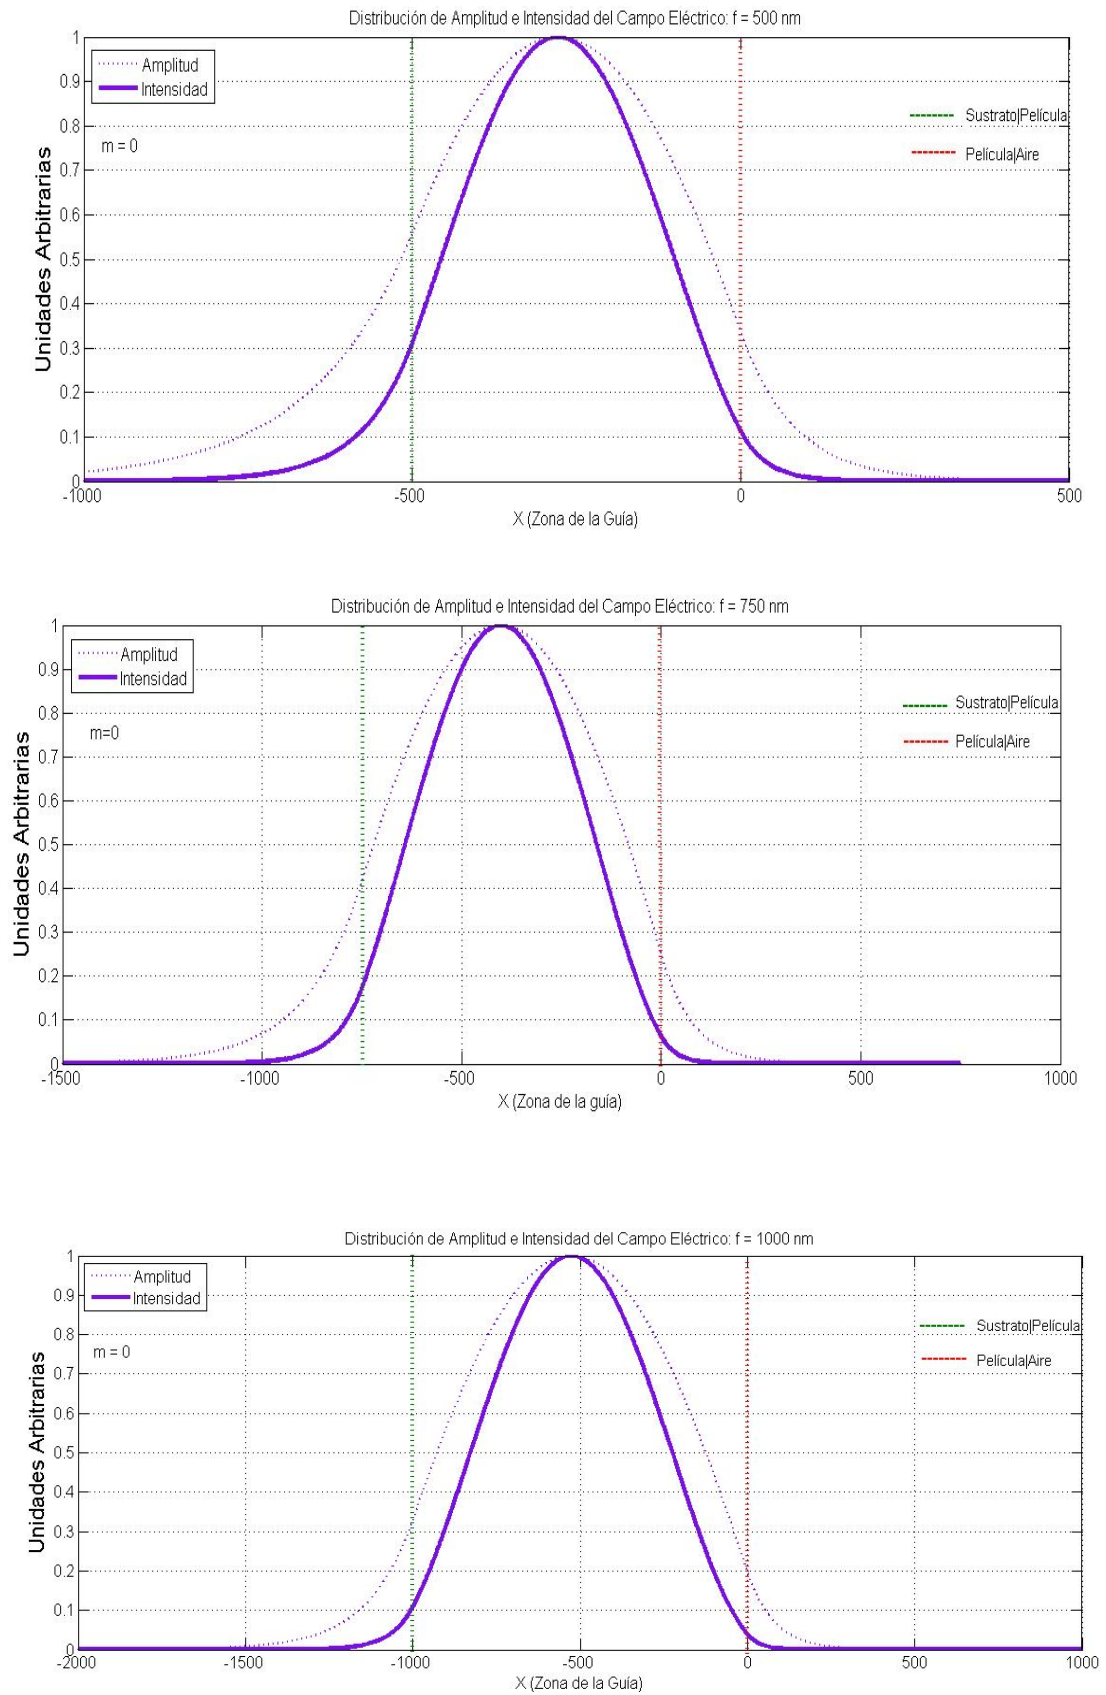 Distribución de Amplitud e Intensidad del Campo Eléctrico: f = 500 nm
Amplitud
Intensidad
m = 0
Sustrato|Película
Película|Aire
Unidades Arbitrarias
1
0.9
0.8
0.7
0.6
0.5
0.4
0.3
0.2
0.1
0
-1000
-500
0
500
X (Zona de la Guía)
Distribución de Amplitud e Intensidad del Campo Eléctrico: f = 750 nm
Amplitud
Intensidad
m=0
Sustrato|Película
Película|Aire
Unidades Arbitrarias
1
0.9
0.8
0.7
0.6
0.5
0.4
0.3
0.2
0.1
0
-1500
-1000
-500
0
500
1000
X (Zona de la guía)
Distribución de Amplitud e Intensidad del Campo Eléctrico: f = 1000 nm
Amplitud
Intensidad
m = 0
Sustrato|Película
Película|Aire
Unidades Arbitrarias
1
0.9
0.8
0.7
0.6
0.5
0.4
0.3
0.2
0.1
0
-2000
-1500
-1000
-500
0
500
1000
X (Zona de la Guía)